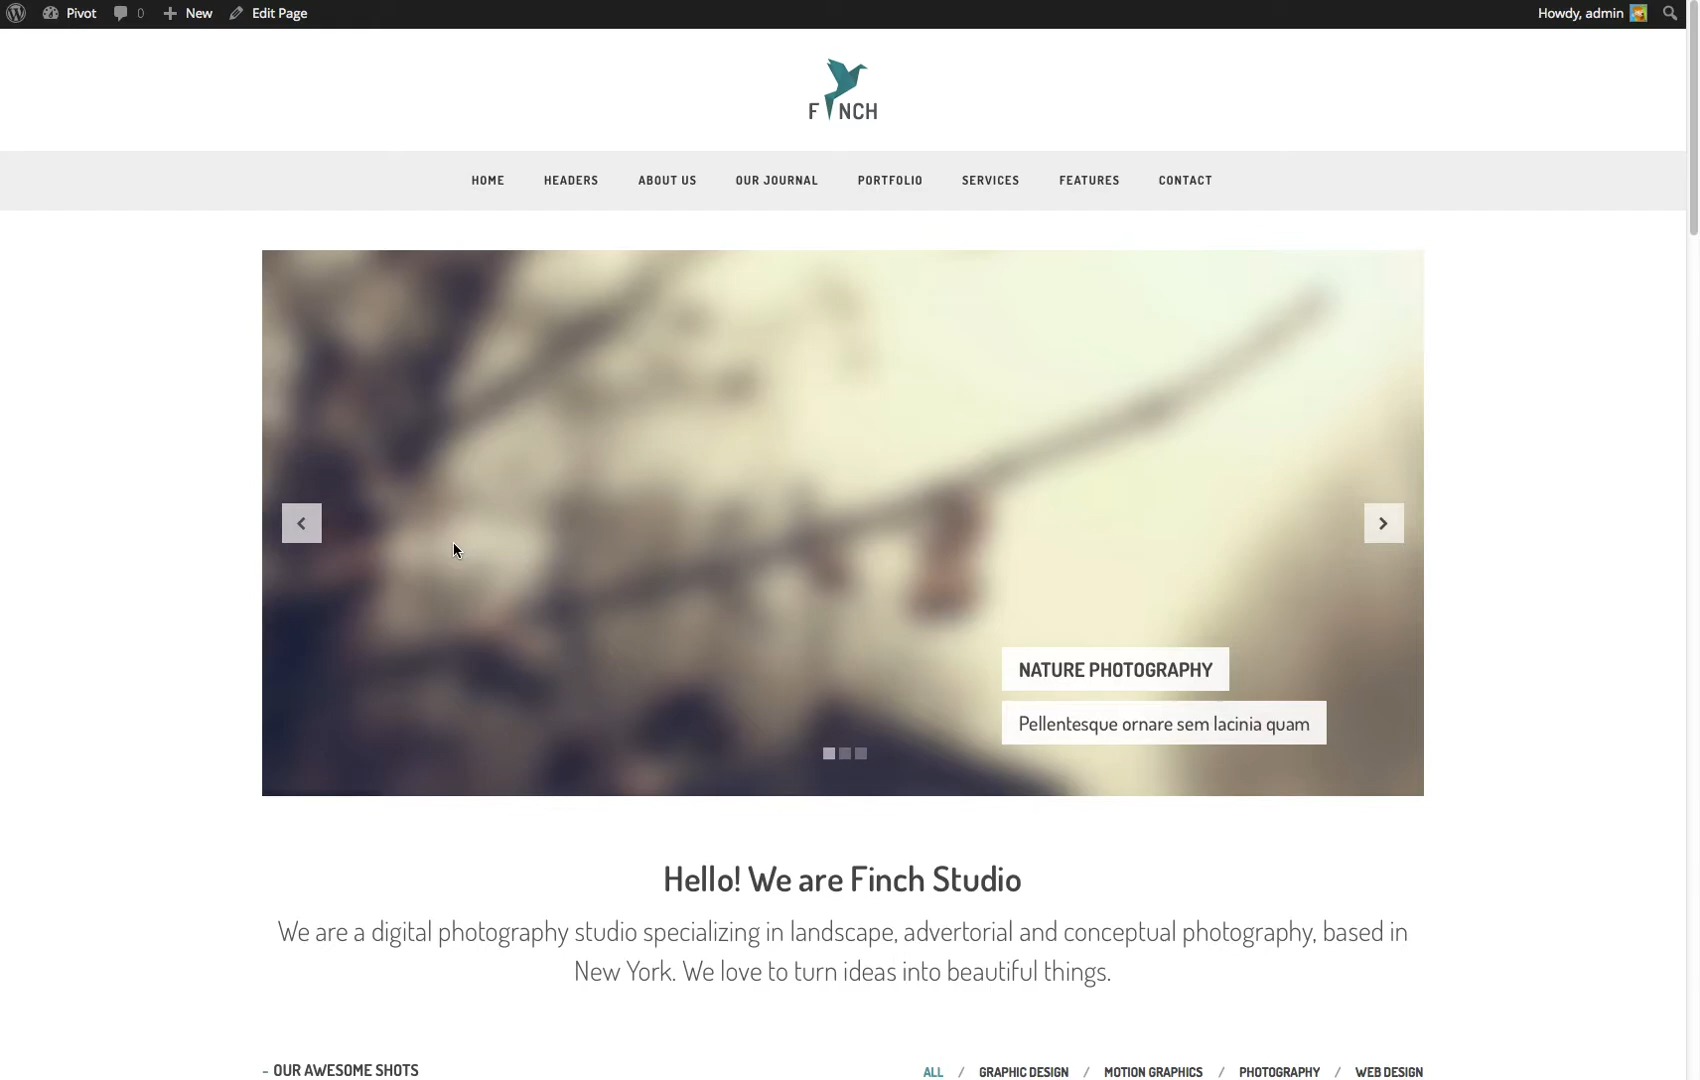 Pivot 0 New Edit Page Howdy, admin
F NCH
HOME HEADERS ABOUT US OUR JOURNAL PORTFOLIO SERVICES FEATURES CONTACT
NATURE PHOTOGRAPHY
Pellentesque ornare sem lacinia quam
Hello! We are Finch Studio
We are a digital photography studio specializing in landscape, advertorial and conceptual photography, based in
New York. We love to turn ideas into beautiful things.
- OUR AWESOME SHOTS ALL / GRAPHIC DESIGN / MOTION GRAPHICS / PHOTOGRAPHY / WEB DESIGN